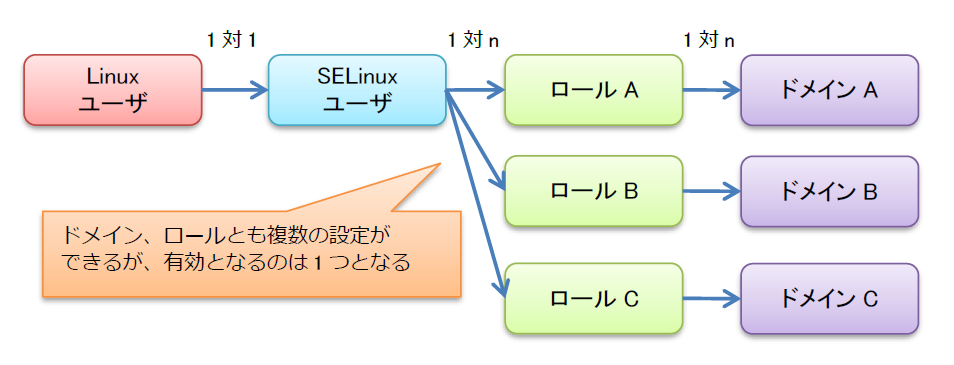 1 対 1
1 対 n
1 対 n
Linux
ユーザ
SELinux
ユーザ
ロール A
ドメイン A
ロール B
ドメイン B
ドメイン、ロールとも複数の設定が
できるが、有効となるのは 1 つとなる
ロール C
ドメイン C